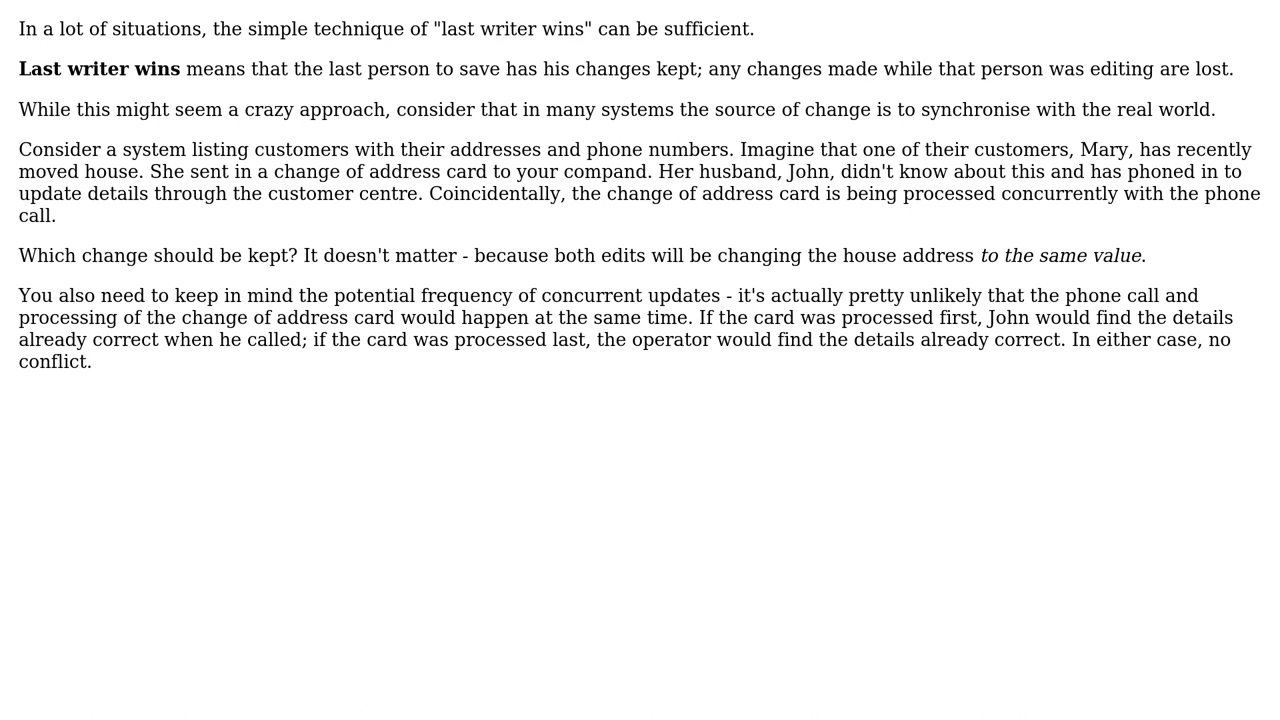 In a lot of situations, the simple technique of "last writer wins" can be sufficient.
Last writer wins means that the last person to save has his changes kept; any changes made while that person was editing are lost.
While this might seem a crazy approach, consider that in many systems the source of change is to synchronise with the real world.
Consider a system listing customers with their addresses and phone numbers. Imagine that one of their customers, Mary, has recently
moved house. She sent in a change of address card to your compand. Her husband, John, didn't know about this and has phoned in to
update details through the customer centre. Coincidentally, the change of address card is being processed concurrently with the phone
call.
Which change should be kept? It doesn't matter - because both edits will be changing the house address to the same value.
You also need to keep in mind the potential frequency of concurrent updates - it's actually pretty unlikely that the phone call and
processing of the change of address card would happen at the same time. If the card was processed first, John would find the details
already correct when he called; if the card was processed last, the operator would find the details already correct. In either case, no
conflict.